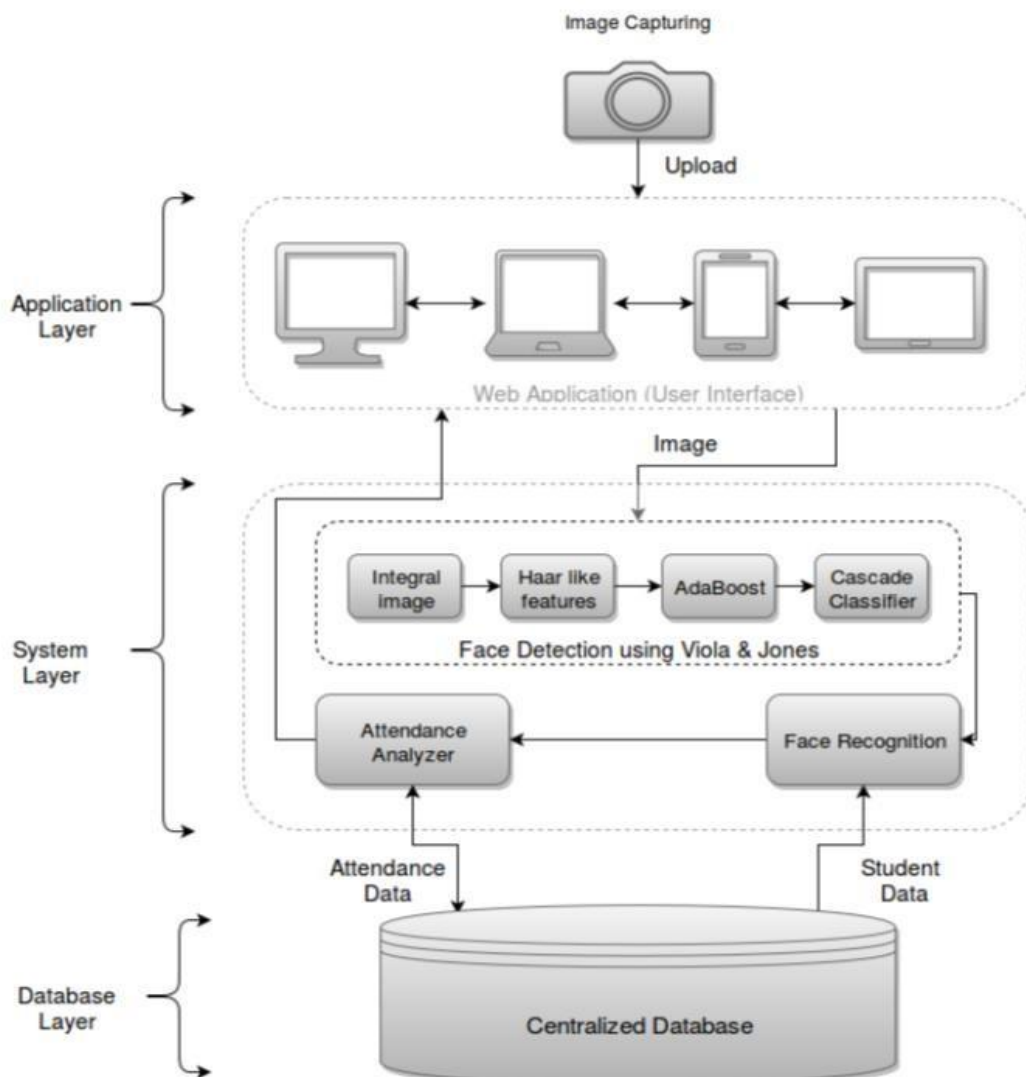 Image Capturing
Upload
Application
Layer
Web Application (User Interface)
Image
Integral
image
Haar like
features
AdaBoost
Cascade
Classifier
Face Detection using Viola & Jones
System
Layer
Attendance
Analyzer
Face Recognition
Attendance
Data
Student
Data
Database
Layer
Centralized Database